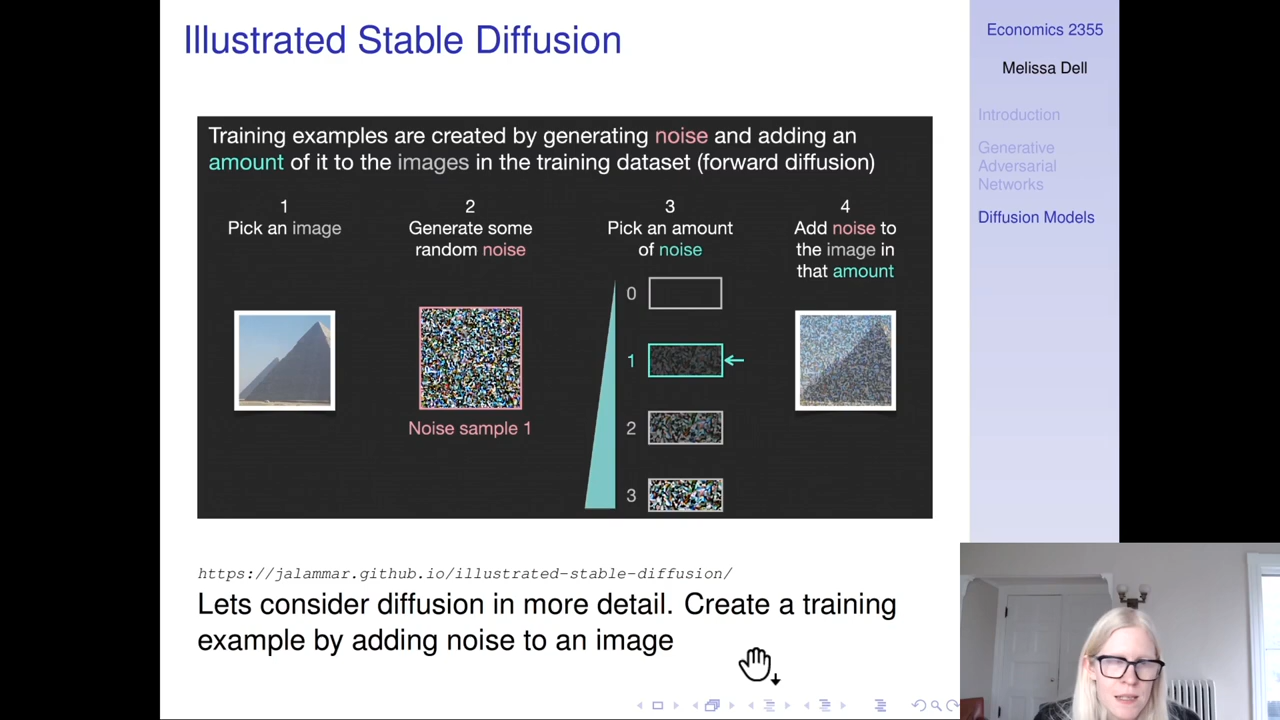 Illustrated Stable Diffusion
Training examples are created by generating noise and adding an
amount of it to the images in the training dataset (forward diffusion)
1
Pick an image
2
Generate some
random noise
Noise sample 1
3
Pick an amount
of noise
0
1
2
3
4
Add noise to
the image in
that amount
https://jalammar.github.io/illustrated-stable-diffusion/
Lets consider diffusion in more detail. Create a training
example by adding noise to an image
Economics 2355
Melissa Dell
Introduction
Generative
Adversarial
Networks
Diffusion Models